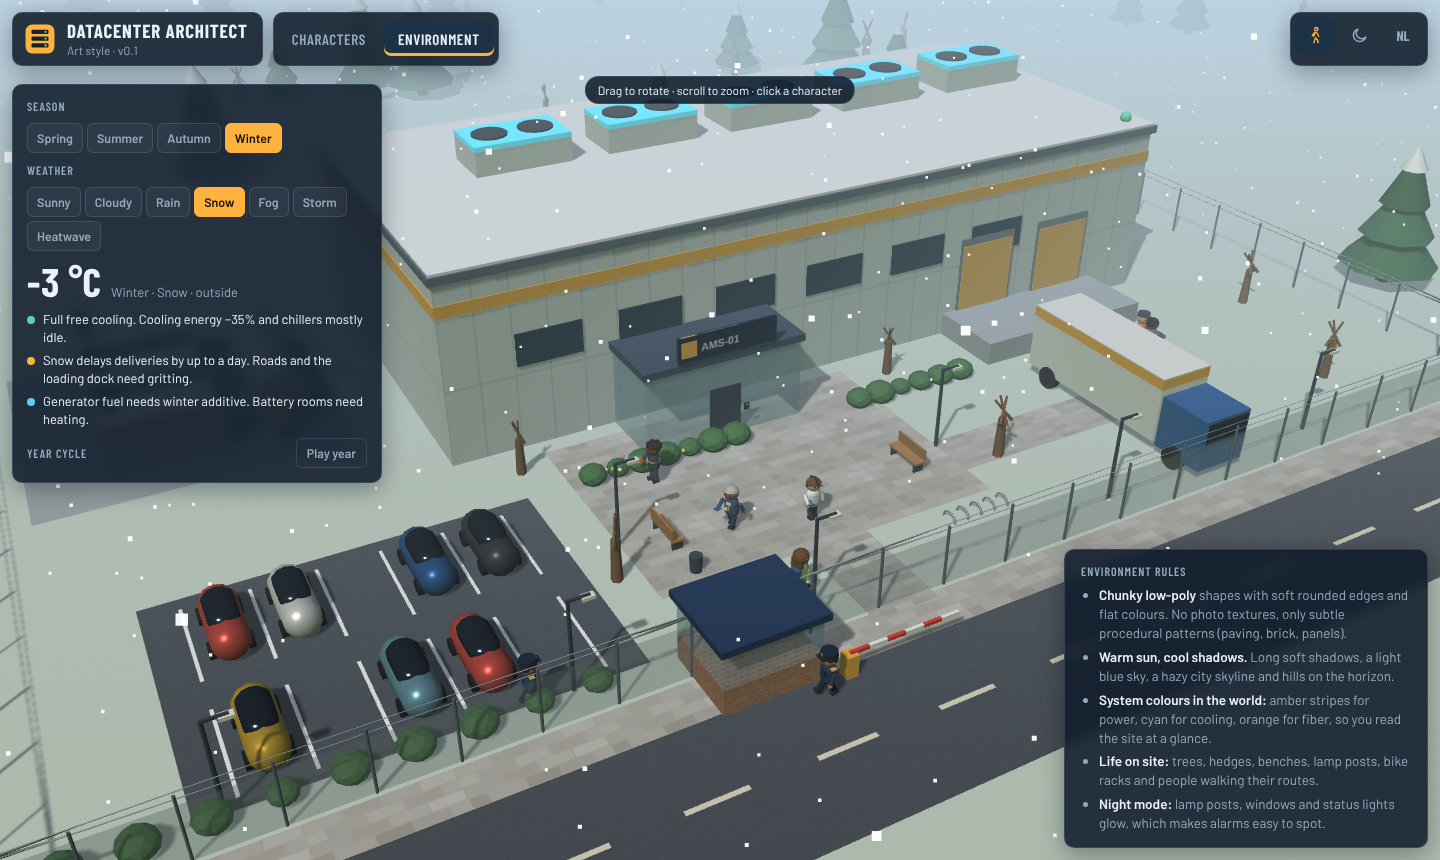 DATACENTER ARCHITECT
Art style · v0.1
CHARACTERS
ENVIRONMENT
NL
Drag to rotate · scroll to zoom · click a character
SEASON
Spring
Summer
Autumn
Winter
WEATHER
Sunny
Cloudy
Rain
Snow
Fog
Storm
Heatwave
-3 °C
Winter · Snow · outside
Full free cooling. Cooling energy −35% and chillers mostly
idle.
Snow delays deliveries by up to a day. Roads and the
loading dock need gritting.
Generator fuel needs winter additive. Battery rooms need
heating.
YEAR CYCLE
Play year
AMS-01
ENVIRONMENT RULES
Chunky low-poly shapes with soft rounded edges and
flat colours. No photo textures, only subtle
procedural patterns (paving, brick, panels).
Warm sun, cool shadows. Long soft shadows, a light
blue sky, a hazy city skyline and hills on the horizon.
System colours in the world: amber stripes for
power, cyan for cooling, orange for fiber, so you read
the site at a glance.
Life on site: trees, hedges, benches, lamp posts, bike
racks and people walking their routes.
Night mode: lamp posts, windows and status lights
glow, which makes alarms easy to spot.